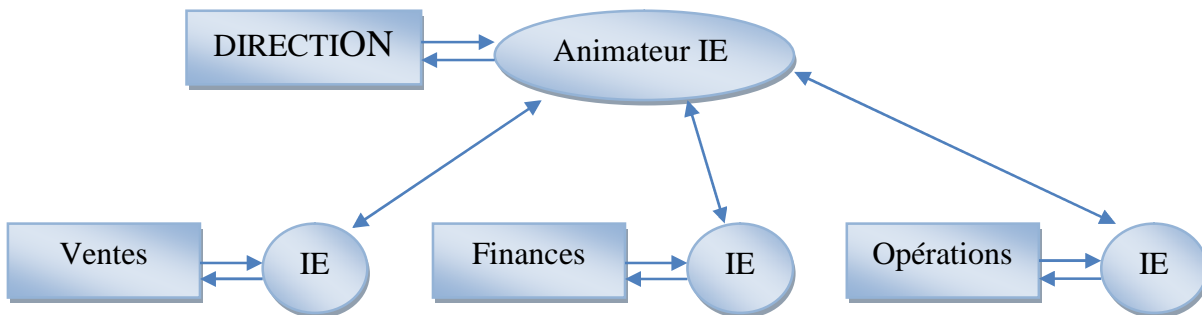 DIRECTION
Animateur IE
Ventes
IE
Finances
IE
Opérations
IE